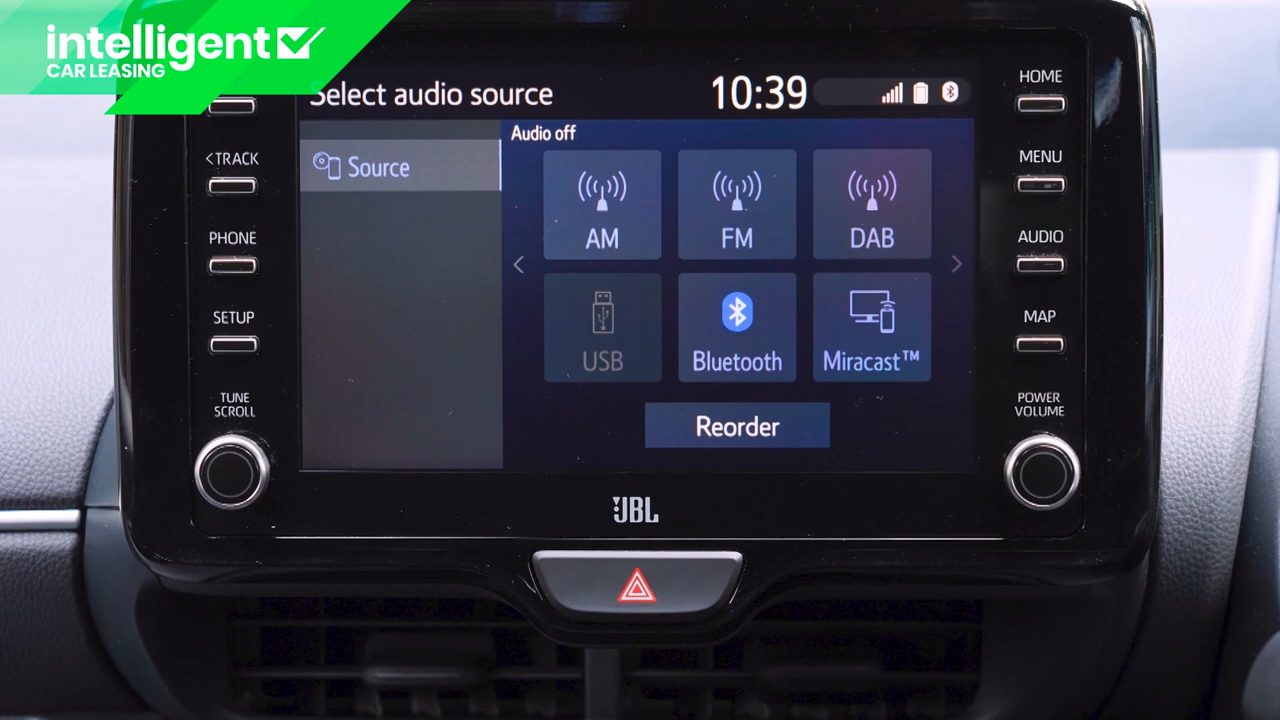 intelligent
CAR LEASING
Select audio source
10:39
HOME
<TRACK
Source
Audio off
AM
FM
DAB
MENU
PHONE
AUDIO
SETUP
USB
Bluetooth
Miracast™
MAP
TUNE
SCROLL
Reorder
POWER
VOLUME
JBL